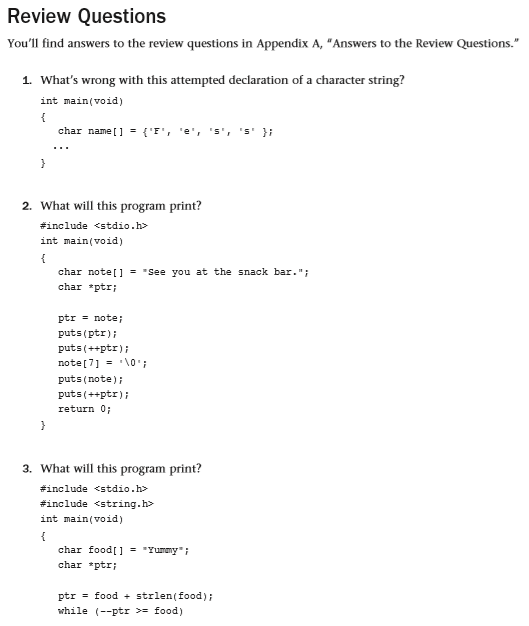 Review Questions
You'll find answers to the review questions in Appendix A, "Answers to the Review Questions."
1. What's wrong with this attempted declaration of a character string?
int main(void)
{
char name[] = {'F', 'e', 's', 's' };
...
}
2. What will this program print?
#include <stdio.h>
int main(void)
{
char note[] = "See you at the snack bar.";
char *ptr;
ptr = note;
puts(ptr);
puts(++ptr);
note[7] = '\0';
puts(note);
puts(++ptr);
return 0;
}
3. What will this program print?
#include <stdio.h>
#include <string.h>
int main(void)
{
char food[] = "Yummy";
char *ptr;
ptr = food + strlen(food);
while (--ptr >= food)